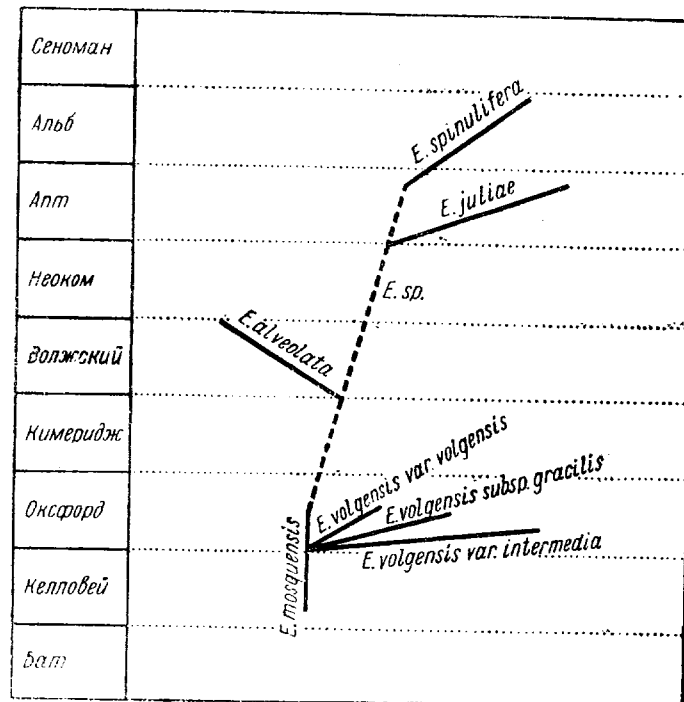 Сеноман
Альб
E. spinulifera
Апт
E. juliae
Неоком
E. sp.
E. alveolata
Волжский
Кимеридж
E. volgensis var. volgensis
Оксфорд
E. volgensis subsp. gracilis
E. volgensis var. intermedia
E. mosquensis
Келловей
Бат